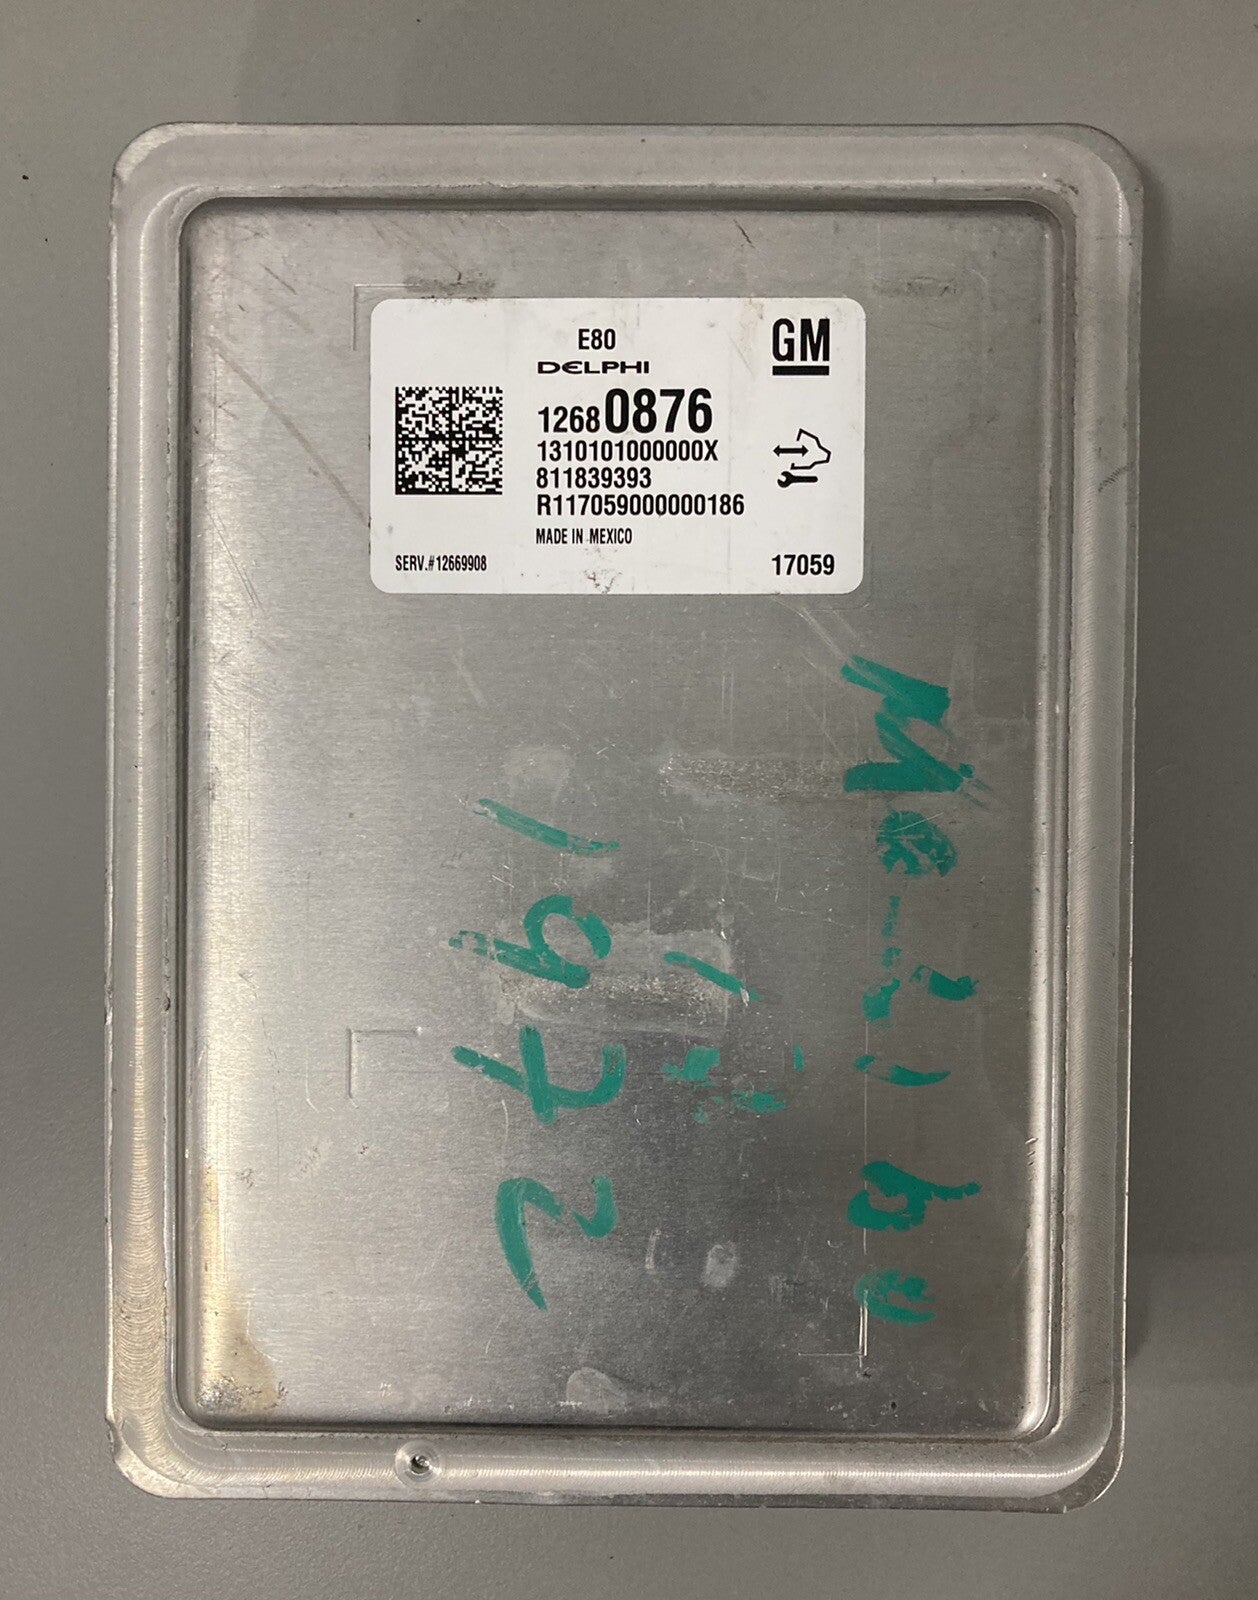 E80
DELPHI
GM
12680876
1310101000000X
811839393
R117059000000186
MADE IN MEXICO
SERV.#12669908
17059